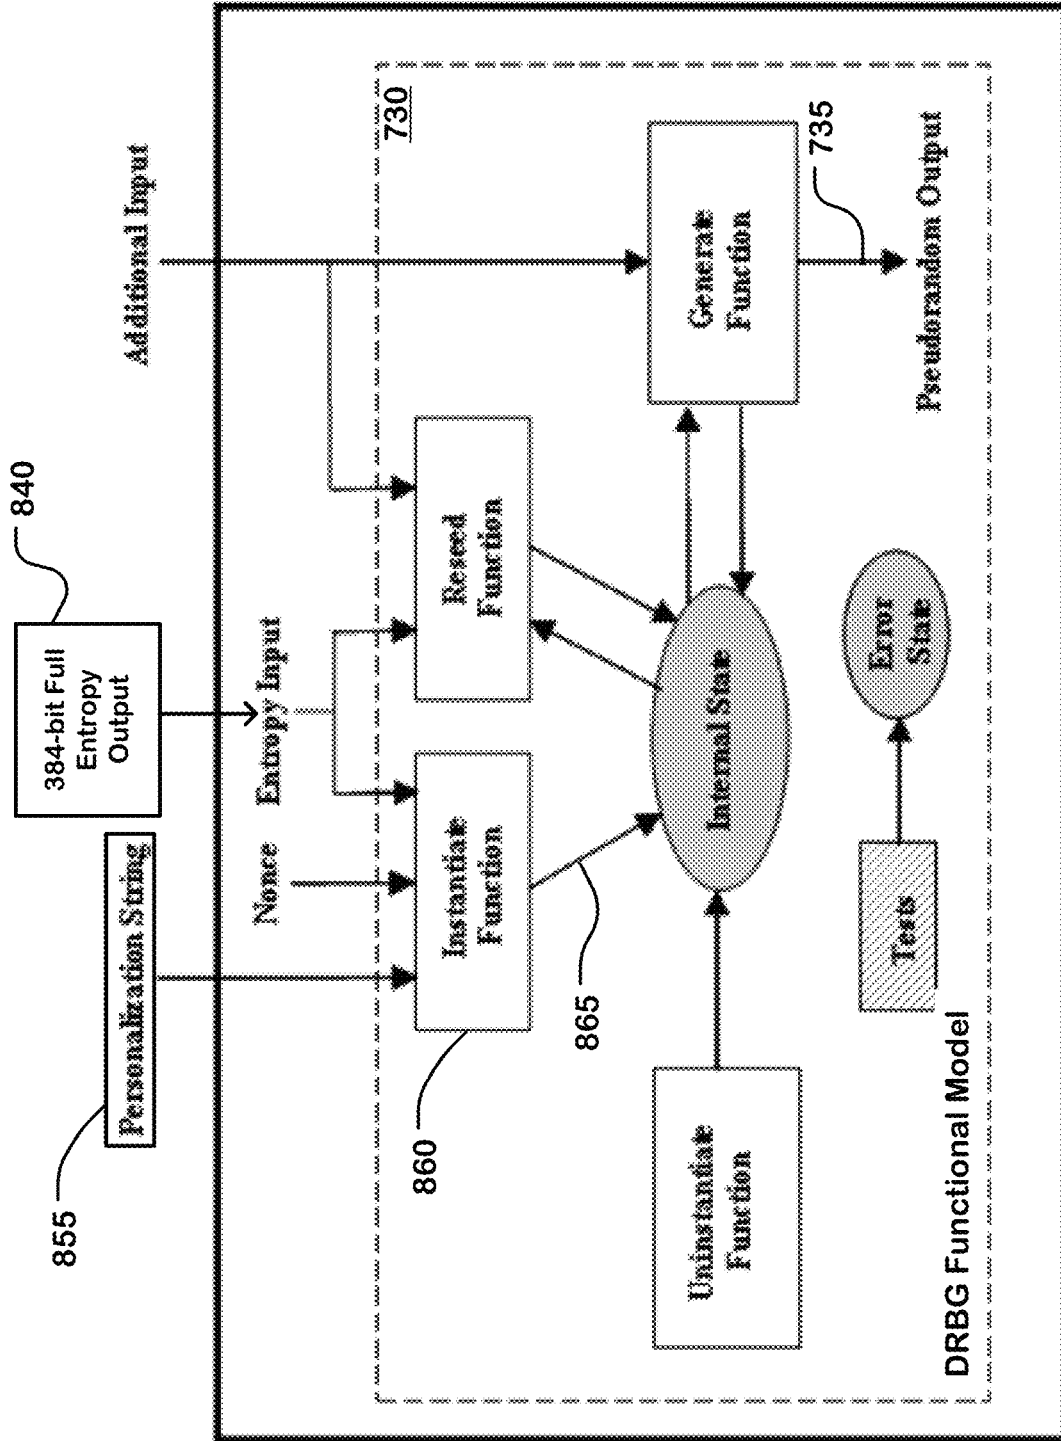 855
Personalization String
384-bit Full
Entropy
Output
840
Nonce
Entropy Input
Additional Input
730
860
Instantiate
Function
Reseed
Function
865
Uninstantiate
Function
Internal State
Generate
Function
735
Tests
Error
State
Pseudorandom Output
DRBG Functional Model